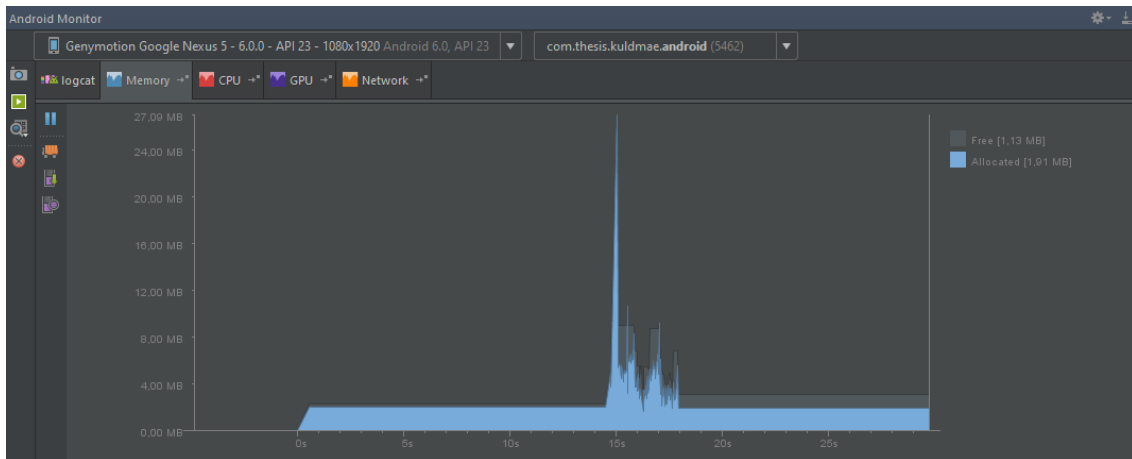 Android Monitor
Genymotion Google Nexus 5 - 6.0.0 - API 23 - 1080x1920 Android 6.0, API 23
com.thesis.kuldmae.android (5462)
logcat Memory CPU GPU Network
27,09 MB
24,00 MB
20,00 MB
16,00 MB
12,00 MB
8,00 MB
4,00 MB
0,00 MB
Free [1,13 MB]
Allocated [1,91 MB]
0s 5s 10s 15s 20s 25s